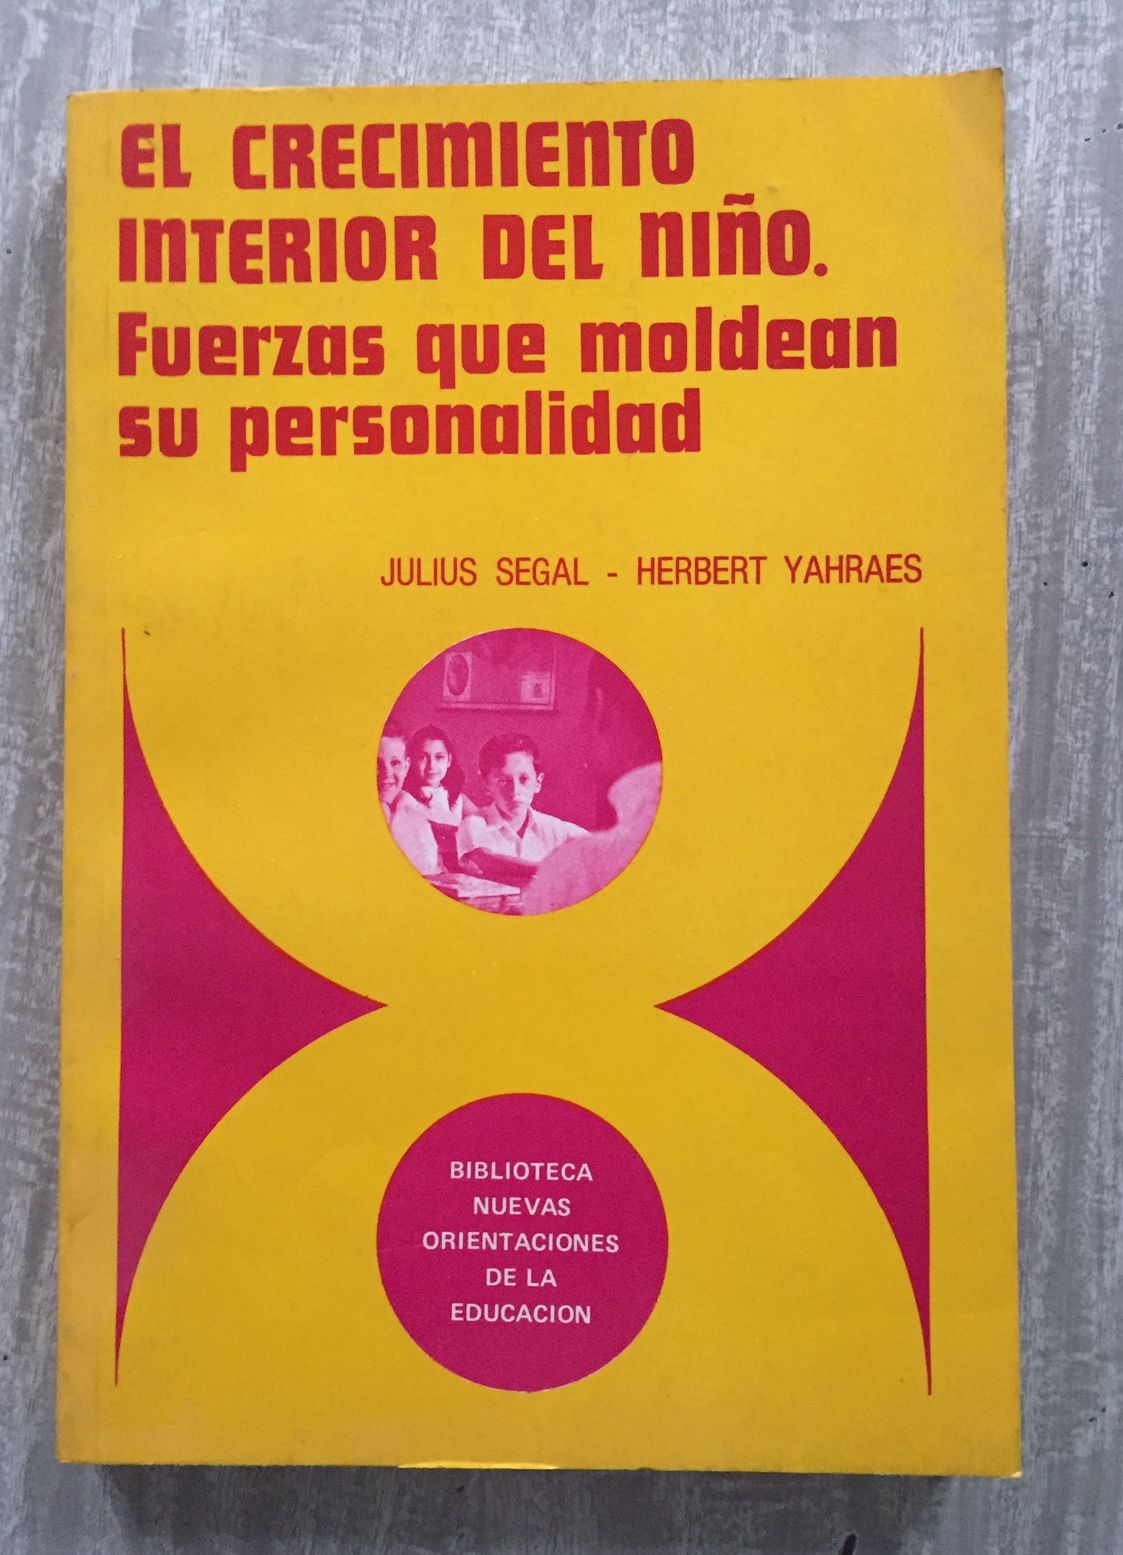 EL CRECIMIENTO
INTERIOR DEL NIÑO.
Fuerzas que moldean
su personalidad
JULIUS SEGAL - HERBERT YAHRAES
BIBLIOTECA
NUEVAS
ORIENTACIONES
DE LA
EDUCACION